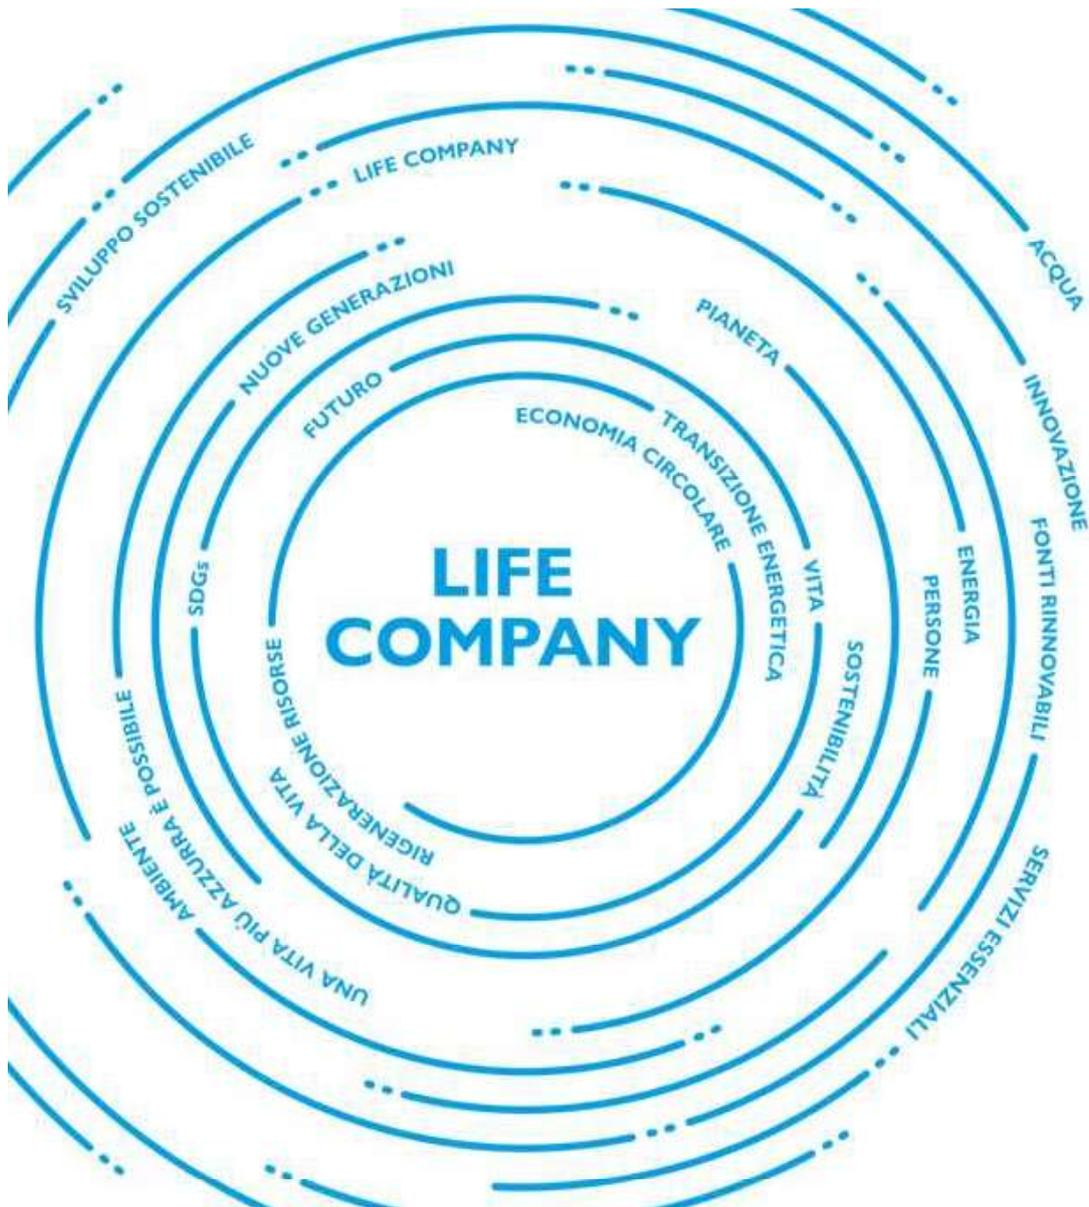 SVILUPPO SOSTENIBILE
LIFE COMPANY
ACQUA
NUOVE GENERAZIONI
PIANETA
INNOVAZIONE
FUTURO
ECONOMIA CIRCOLARE
TRANSIZIONE ENERGETICA
FONTI RINNOVABILI
ENERGIA
LIFE
COMPANY
SDGs
VITA
PERSONE
RIGENERAZIONE RISORSE
SOSTENIBILITÀ
QUALITÀ DELLA VITA
UNA VITA PIÙ AZZURRA È POSSIBILE
AMBIENTE
SERVIZI ESSENZIALI